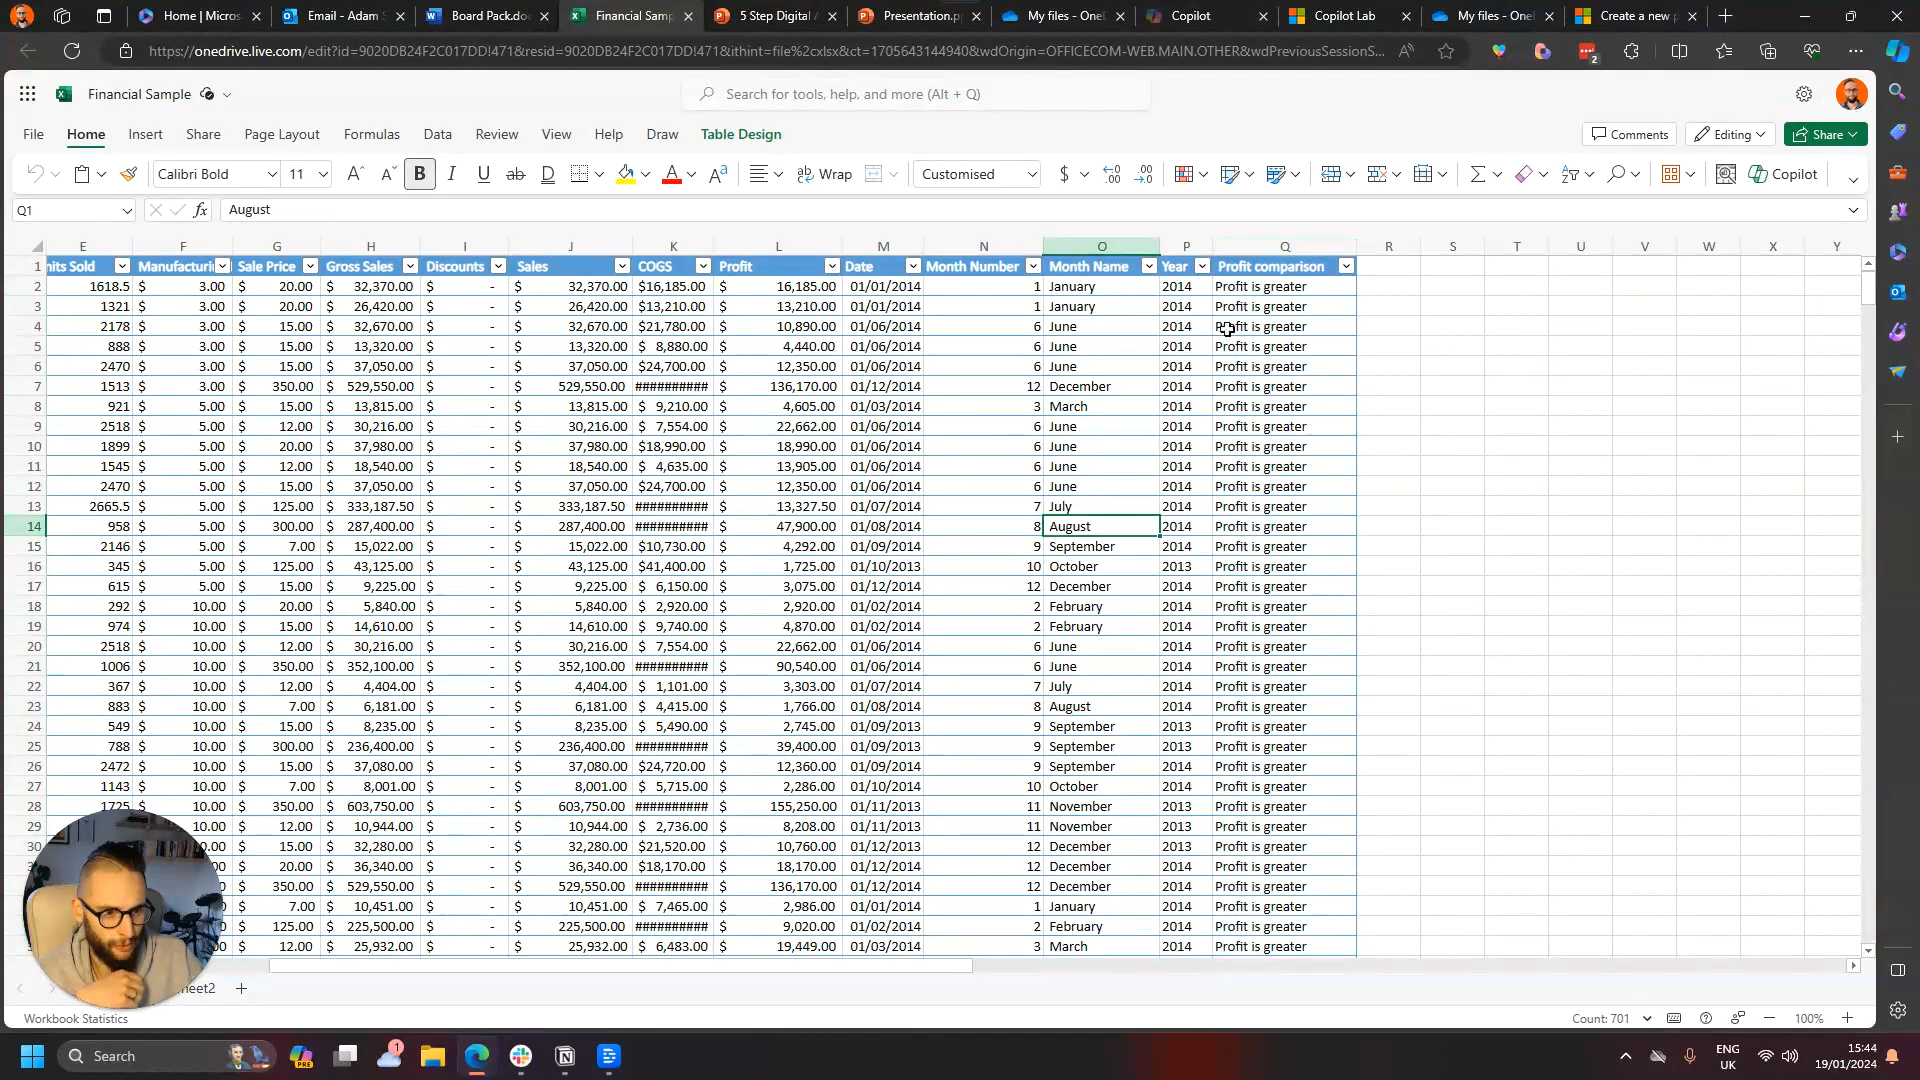 Home | Micros
Email - Adam S
Board Pack.do
Financial Samp
5 Step Digital A
Presentation.p
My files - OneD
Copilot
Copilot Lab
My files - OneD
Create a new p
https://onedrive.live.com/edit?id=9020DB24F2C017DD!471&resid=9020DB24F2C017DD!471&ithint=file%2cxlsx&ct=1705643144940&wdOrigin=OFFICECOM-WEB.MAIN.OTHER&wdPreviousSessionS...
2
Financial Sample
Search for tools, help, and more (Alt + Q)
File Home Insert Share Page Layout Formulas Data Review View Help Draw Table Design Comments Editing Share
Calibri Bold 11 B I U ab D Wrap Customised $ Copilot
Q1 fx August
E F G H I J K L M N O P Q R S T U V W X Y
1 nits Sold Manufacturi Sale Price Gross Sales Discounts Sales COGS Profit Date Month Number Month Name Year Profit comparison
2 1618.5 $ 3.00 $ 20.00 $ 32,370.00 $ - $ 32,370.00 $16,185.00 $ 16,185.00 01/01/2014 1 January 2014 Profit is greater
3 1321 $ 3.00 $ 20.00 $ 26,420.00 $ - $ 26,420.00 $13,210.00 $ 13,210.00 01/01/2014 1 January 2014 Profit is greater
4 2178 $ 3.00 $ 15.00 $ 32,670.00 $ - $ 32,670.00 $21,780.00 $ 10,890.00 01/06/2014 6 June 2014 Profit is greater
5 888 $ 3.00 $ 15.00 $ 13,320.00 $ - $ 13,320.00 $ 8,880.00 $ 4,440.00 01/06/2014 6 June 2014 Profit is greater
6 2470 $ 3.00 $ 15.00 $ 37,050.00 $ - $ 37,050.00 $24,700.00 $ 12,350.00 01/06/2014 6 June 2014 Profit is greater
7 1513 $ 3.00 $ 350.00 $ 529,550.00 $ - $ 529,550.00 ########## $ 136,170.00 01/12/2014 12 December 2014 Profit is greater
8 921 $ 5.00 $ 15.00 $ 13,815.00 $ - $ 13,815.00 $ 9,210.00 $ 4,605.00 01/03/2014 3 March 2014 Profit is greater
9 2518 $ 5.00 $ 12.00 $ 30,216.00 $ - $ 30,216.00 $ 7,554.00 $ 22,662.00 01/06/2014 6 June 2014 Profit is greater
10 1899 $ 5.00 $ 20.00 $ 37,980.00 $ - $ 37,980.00 $18,990.00 $ 18,990.00 01/06/2014 6 June 2014 Profit is greater
11 1545 $ 5.00 $ 12.00 $ 18,540.00 $ - $ 18,540.00 $ 4,635.00 $ 13,905.00 01/06/2014 6 June 2014 Profit is greater
12 2470 $ 5.00 $ 15.00 $ 37,050.00 $ - $ 37,050.00 $24,700.00 $ 12,350.00 01/06/2014 6 June 2014 Profit is greater
13 2665.5 $ 5.00 $ 125.00 $ 333,187.50 $ - $ 333,187.50 ########## $ 13,327.50 01/07/2014 7 July 2014 Profit is greater
14 958 $ 5.00 $ 300.00 $ 287,400.00 $ - $ 287,400.00 ########## $ 47,900.00 01/08/2014 8 August 2014 Profit is greater
15 2146 $ 5.00 $ 7.00 $ 15,022.00 $ - $ 15,022.00 $10,730.00 $ 4,292.00 01/09/2014 9 September 2014 Profit is greater
16 345 $ 5.00 $ 125.00 $ 43,125.00 $ - $ 43,125.00 $41,400.00 $ 1,725.00 01/10/2013 10 October 2013 Profit is greater
17 615 $ 5.00 $ 15.00 $ 9,225.00 $ - $ 9,225.00 $ 6,150.00 $ 3,075.00 01/12/2014 12 December 2014 Profit is greater
18 292 $ 10.00 $ 20.00 $ 5,840.00 $ - $ 5,840.00 $ 2,920.00 $ 2,920.00 01/02/2014 2 February 2014 Profit is greater
19 974 $ 10.00 $ 15.00 $ 14,610.00 $ - $ 14,610.00 $ 9,740.00 $ 4,870.00 01/02/2014 2 February 2014 Profit is greater
20 2518 $ 10.00 $ 12.00 $ 30,216.00 $ - $ 30,216.00 $ 7,554.00 $ 22,662.00 01/06/2014 6 June 2014 Profit is greater
21 1006 $ 10.00 $ 350.00 $ 352,100.00 $ - $ 352,100.00 ########## $ 90,540.00 01/06/2014 6 June 2014 Profit is greater
22 367 $ 10.00 $ 12.00 $ 4,404.00 $ - $ 4,404.00 $ 1,101.00 $ 3,303.00 01/07/2014 7 July 2014 Profit is greater
23 883 $ 10.00 $ 7.00 $ 6,181.00 $ - $ 6,181.00 $ 4,415.00 $ 1,766.00 01/08/2014 8 August 2014 Profit is greater
24 549 $ 10.00 $ 15.00 $ 8,235.00 $ - $ 8,235.00 $ 5,490.00 $ 2,745.00 01/09/2013 9 September 2013 Profit is greater
25 788 $ 10.00 $ 300.00 $ 236,400.00 $ - $ 236,400.00 ########## $ 39,400.00 01/09/2013 9 September 2013 Profit is greater
26 2472 $ 10.00 $ 15.00 $ 37,080.00 $ - $ 37,080.00 $24,720.00 $ 12,360.00 01/09/2014 9 September 2014 Profit is greater
27 1143 $ 10.00 $ 7.00 $ 8,001.00 $ - $ 8,001.00 $ 5,715.00 $ 2,286.00 01/10/2014 10 October 2014 Profit is greater
28 1725 $ 10.00 $ 350.00 $ 603,750.00 $ - $ 603,750.00 ########## $ 155,250.00 01/11/2013 11 November 2013 Profit is greater
29 10.00 $ 12.00 $ 10,944.00 $ - $ 10,944.00 $ 2,736.00 $ 8,208.00 01/11/2013 11 November 2013 Profit is greater
30 0.00 $ 15.00 $ 32,280.00 $ - $ 32,280.00 $21,520.00 $ 10,760.00 01/12/2013 12 December 2013 Profit is greater
00 $ 20.00 $ 36,340.00 $ - $ 36,340.00 $18,170.00 $ 18,170.00 01/12/2014 12 December 2014 Profit is greater
$ 350.00 $ 529,550.00 $ - $ 529,550.00 ########## $ 136,170.00 01/12/2014 12 December 2014 Profit is greater
$ 7.00 $ 10,451.00 $ - $ 10,451.00 $ 7,465.00 $ 2,986.00 01/01/2014 1 January 2014 Profit is greater
$ 125.00 $ 225,500.00 $ - $ 225,500.00 ########## $ 9,020.00 01/02/2014 2 February 2014 Profit is greater
0 $ 12.00 $ 25,932.00 $ - $ 25,932.00 $ 6,483.00 $ 19,449.00 01/03/2014 3 March 2014 Profit is greater
eet2
Workbook Statistics Count: 701 100%
Search PRE 1 ENG UK 15:44 19/01/2024